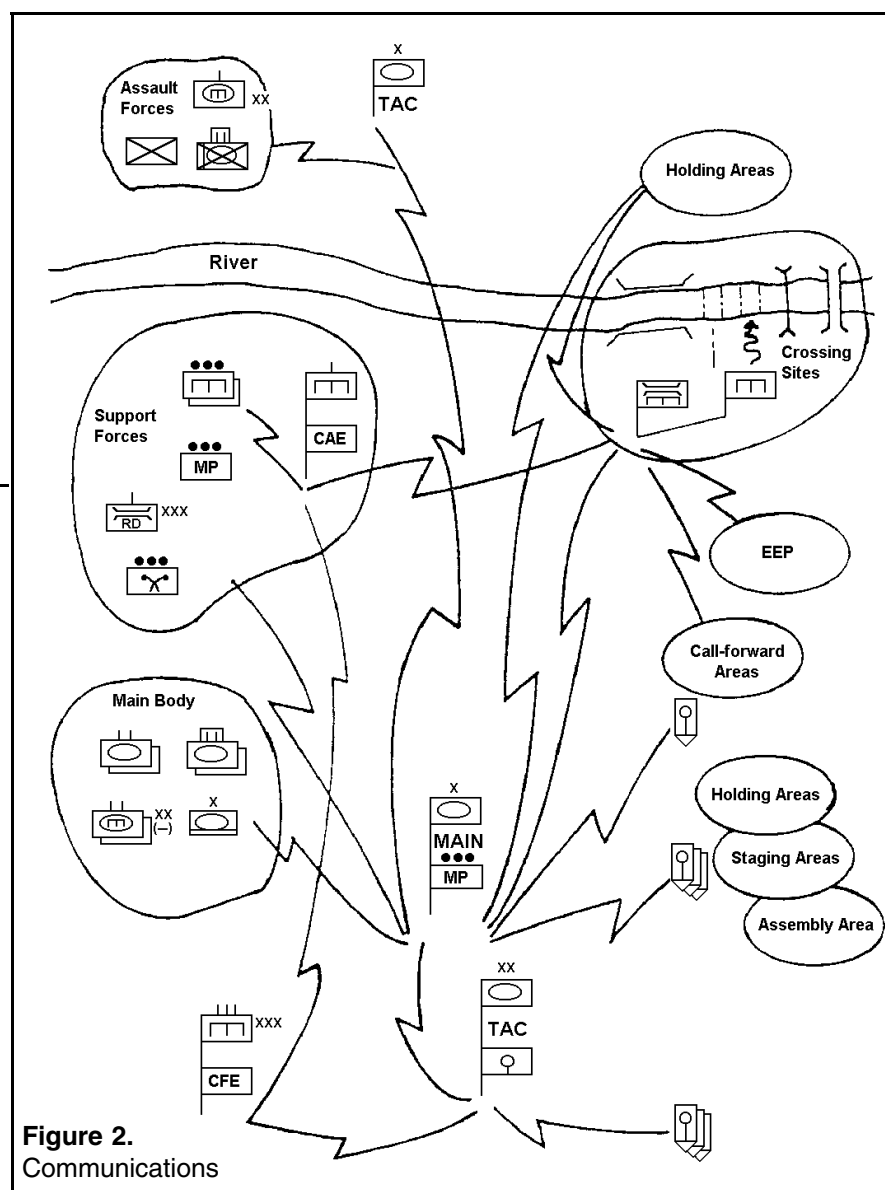 X
TAC
Assault
Forces
XX
Holding Areas
River
Crossing
Sites
Support
Forces
CAE
MP
RD
XXX
EEP
Call-forward
Areas
Main Body
XX
(–)
X
X
MAIN
MP
Holding Areas
Staging Areas
Assembly Area
XX
TAC
XXX
CFE
Figure 2.
Communications